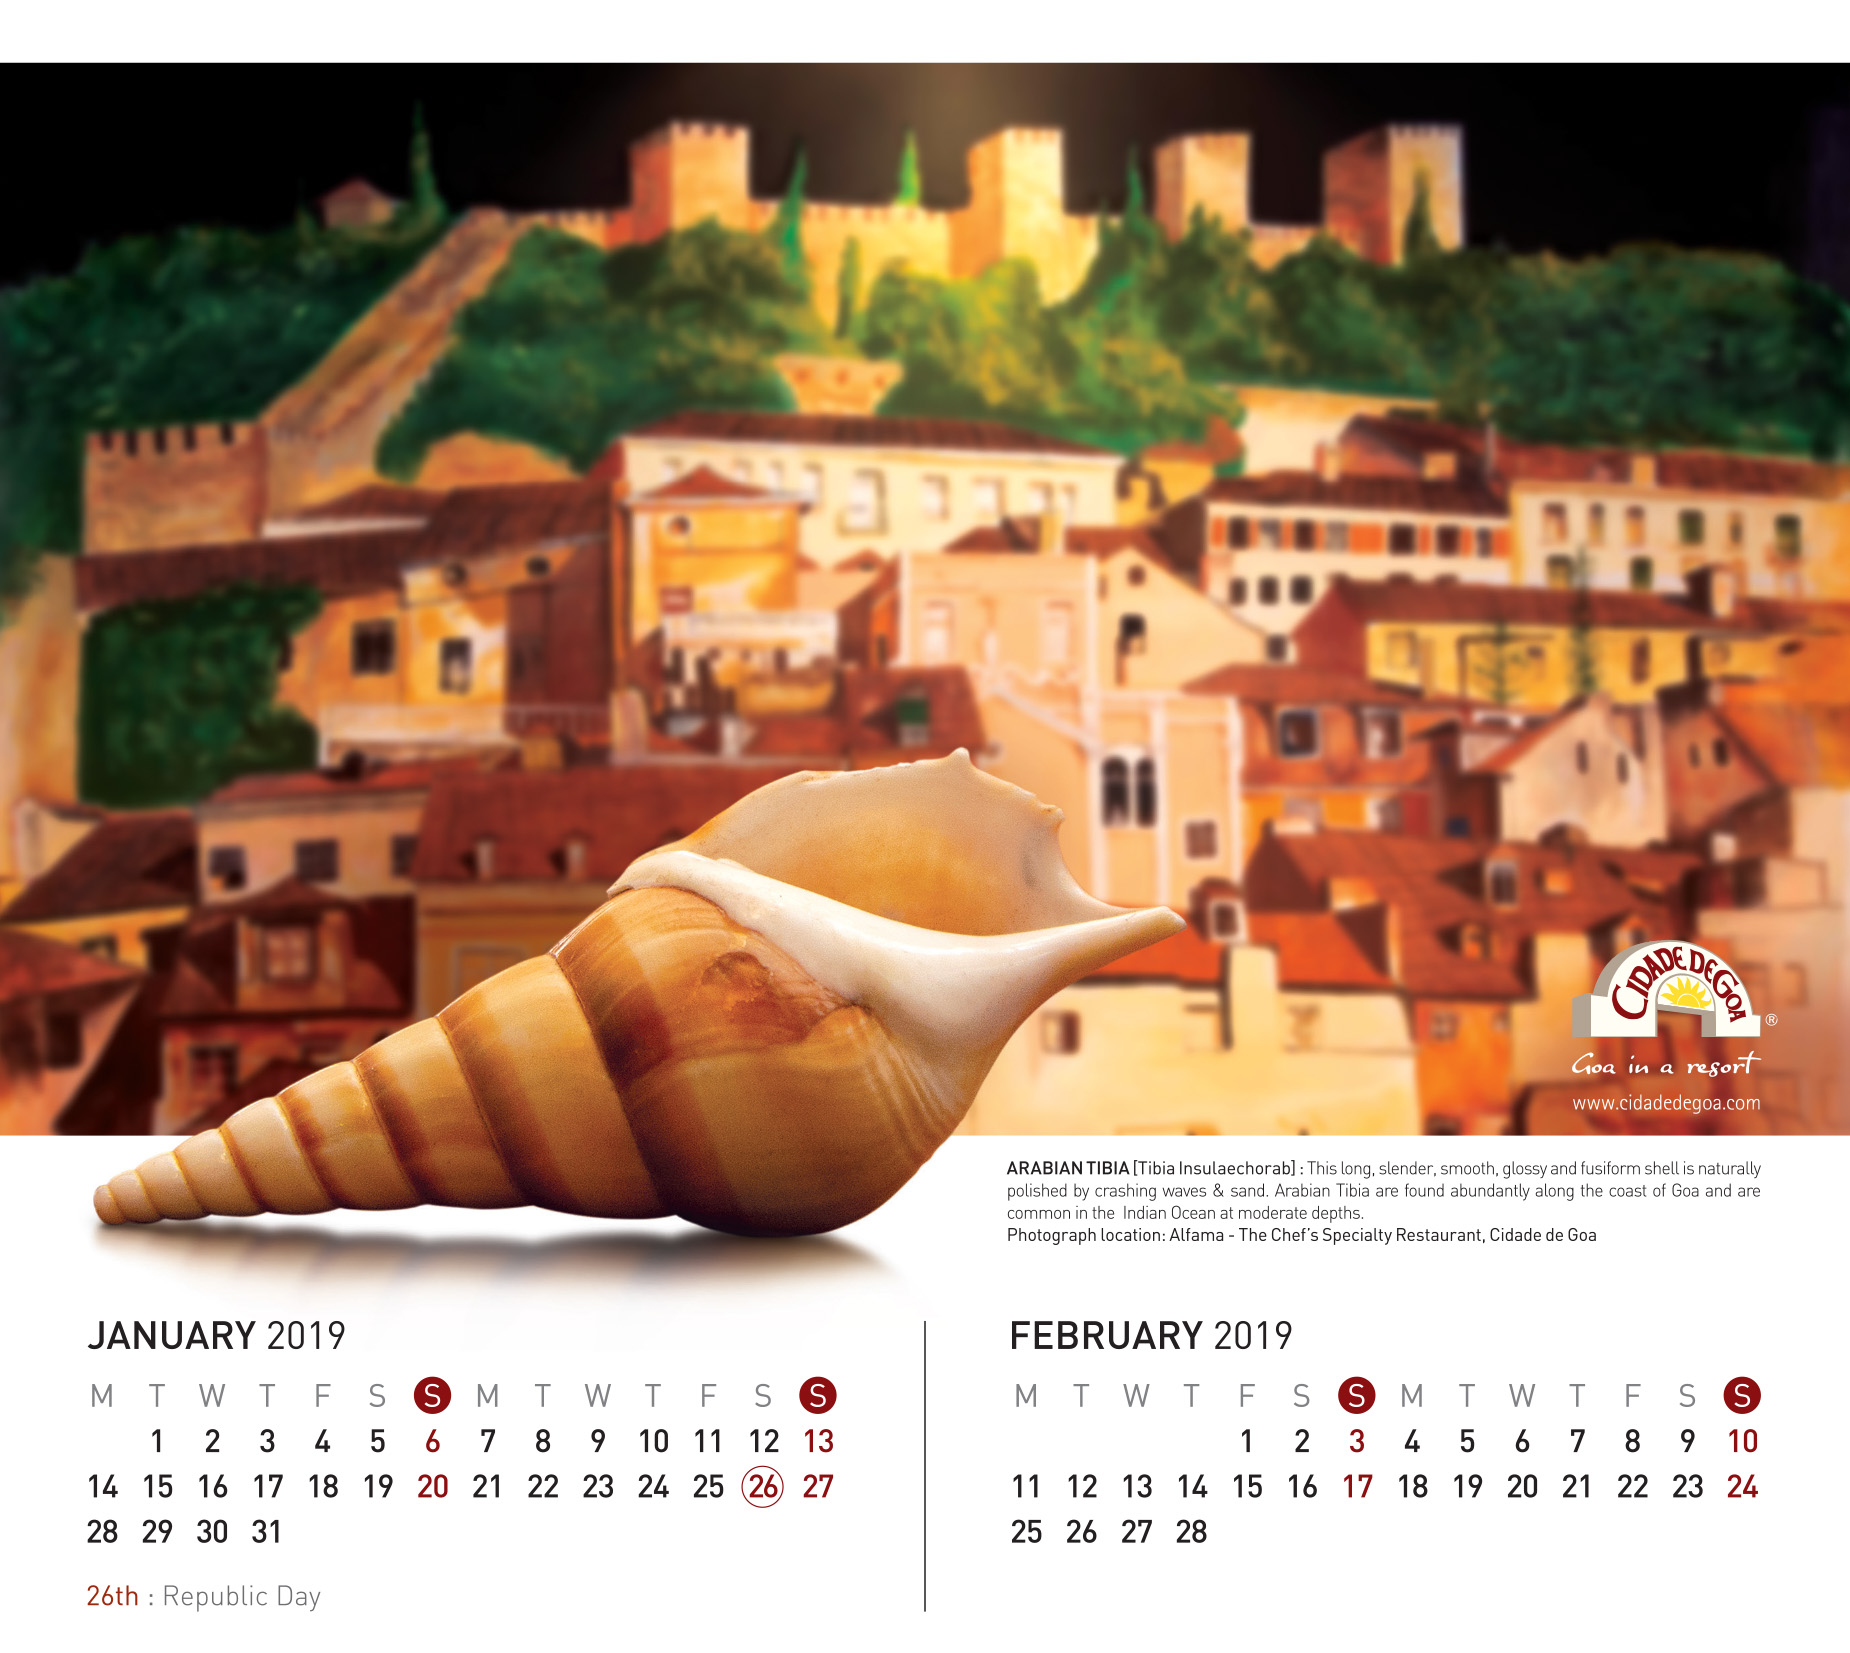 CIDADE DE GOA
®
Goa in a resort
www.cidadedegoa.com
ARABIAN TIBIA [Tibia Insulaechorab] : This long, slender, smooth, glossy and fusiform shell is naturally
polished by crashing waves & sand. Arabian Tibia are found abundantly along the coast of Goa and are
common in the Indian Ocean at moderate depths.
Photograph location: Alfama - The Chef's Specialty Restaurant, Cidade de Goa
JANUARY 2019
M T W T F S S M T W T F S S
1 2 3 4 5 6 7 8 9 10 11 12 13
14 15 16 17 18 19 20 21 22 23 24 25 26 27
28 29 30 31
26th : Republic Day
FEBRUARY 2019
M T W T F S S M T W T F S S
1 2 3 4 5 6 7 8 9 10
11 12 13 14 15 16 17 18 19 20 21 22 23 24
25 26 27 28